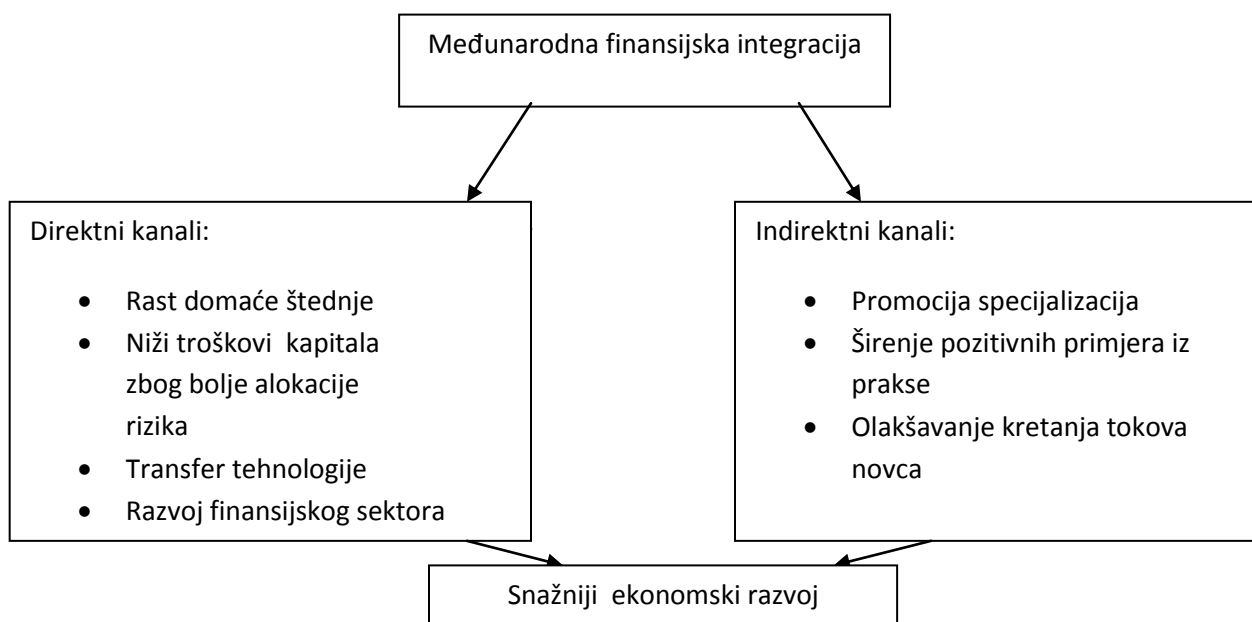 Međunarodna finansijska integracija
Direktni kanali:
• Rast domaće štednje
• Niži troškovi  kapitala
zbog bolje alokacije
rizika
• Transfer tehnologije
• Razvoj finansijskog sektora
Indirektni kanali:
• Promocija specijalizacija
• Širenje pozitivnih primjera iz
prakse
• Olakšavanje kretanja tokova
novca
Snažniji  ekonomski razvoj